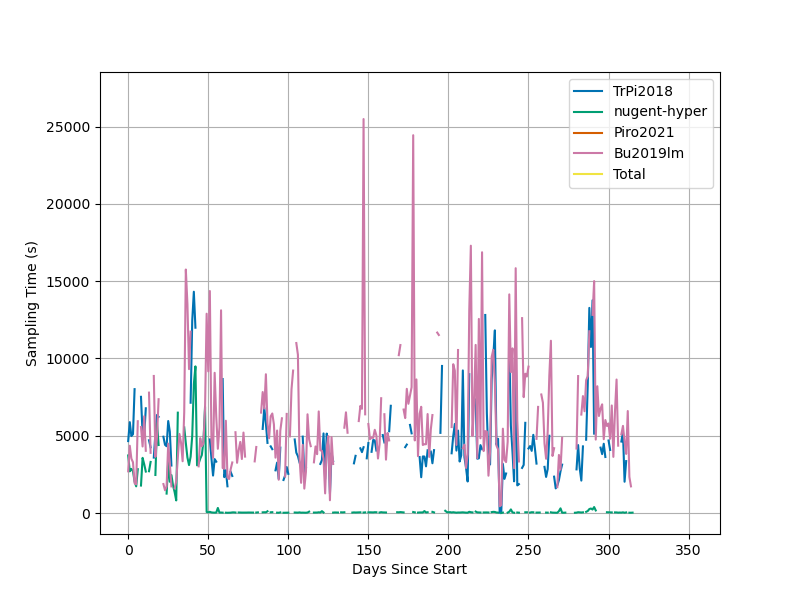 TrPi2018
nugent-hyper
Piro2021
Bu2019lm
Total
25000
20000
15000
10000
5000
0
Sampling Time (s)
0 50 100 150 200 250 300 350
Days Since Start